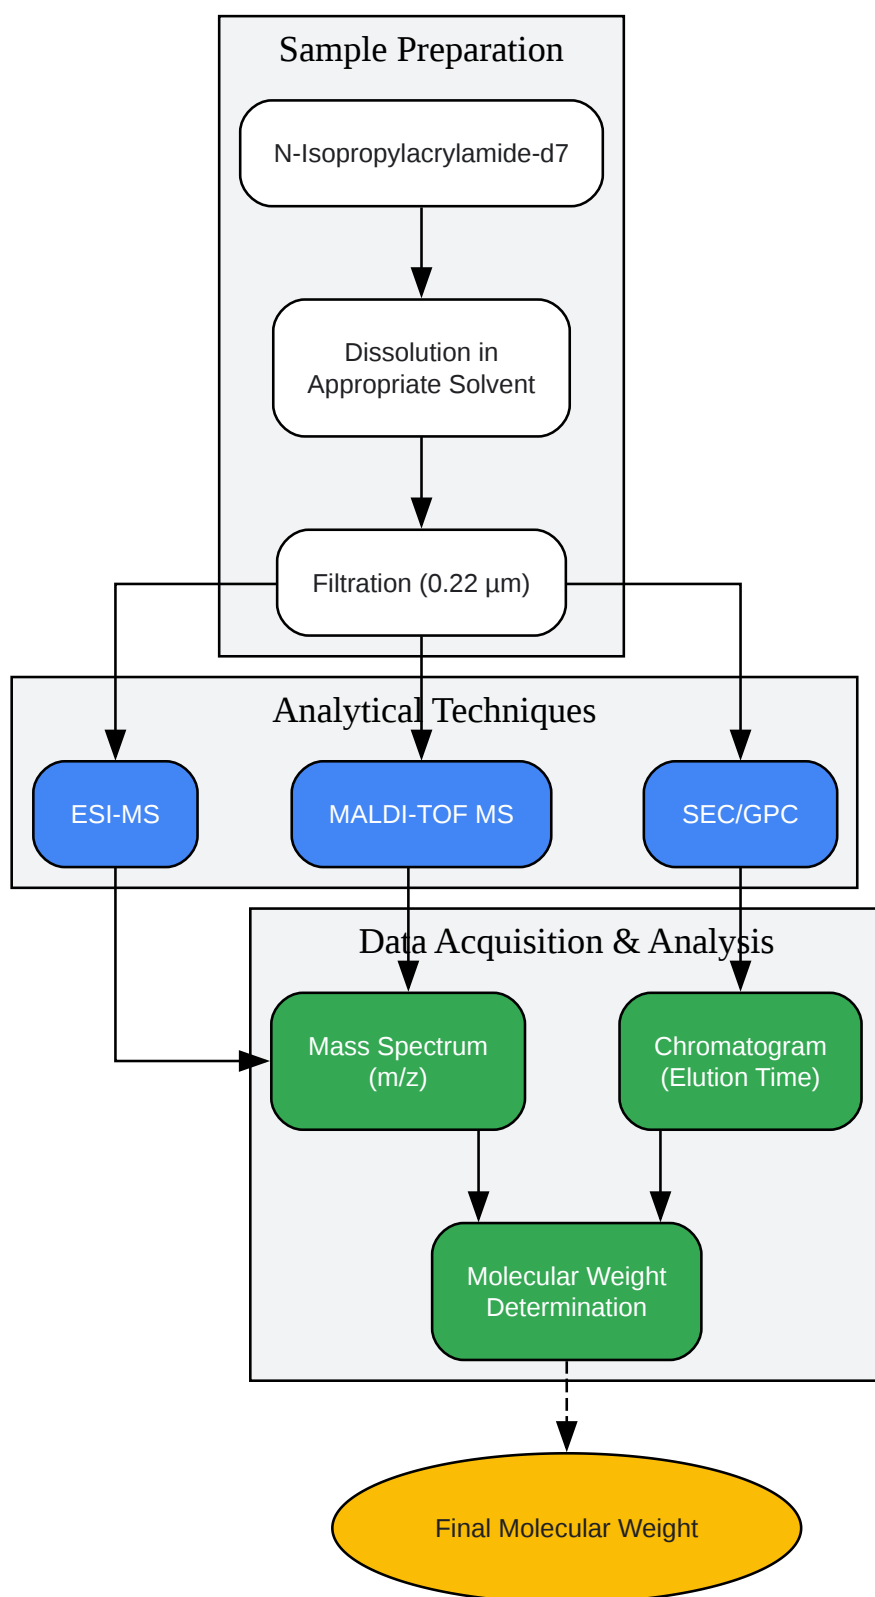 Sample Preparation
N-Isopropylacrylamide-d7
Dissolution in
Appropriate Solvent
Filtration (0.22 µm)
Analytical Techniques
ESI-MS
MALDI-TOF MS
SEC/GPC
Data Acquisition & Analysis
Mass Spectrum
(m/z)
Chromatogram
(Elution Time)
Molecular Weight
Determination
Final Molecular Weight